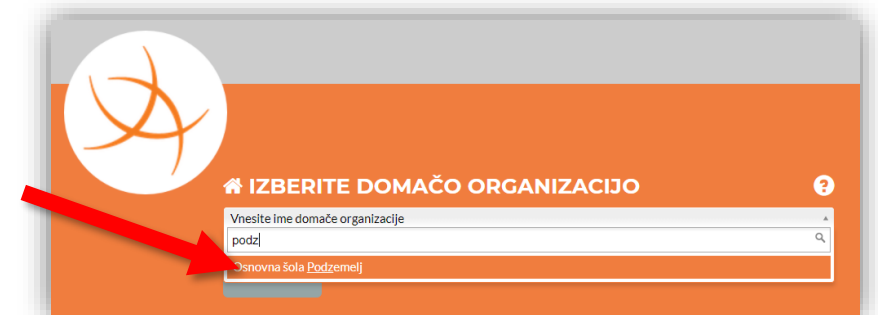 IZBERITE DOMAČO ORGANIZACIJO
?
Vnesite ime domače organizacije
podz
Osnovna šola Podzemelj